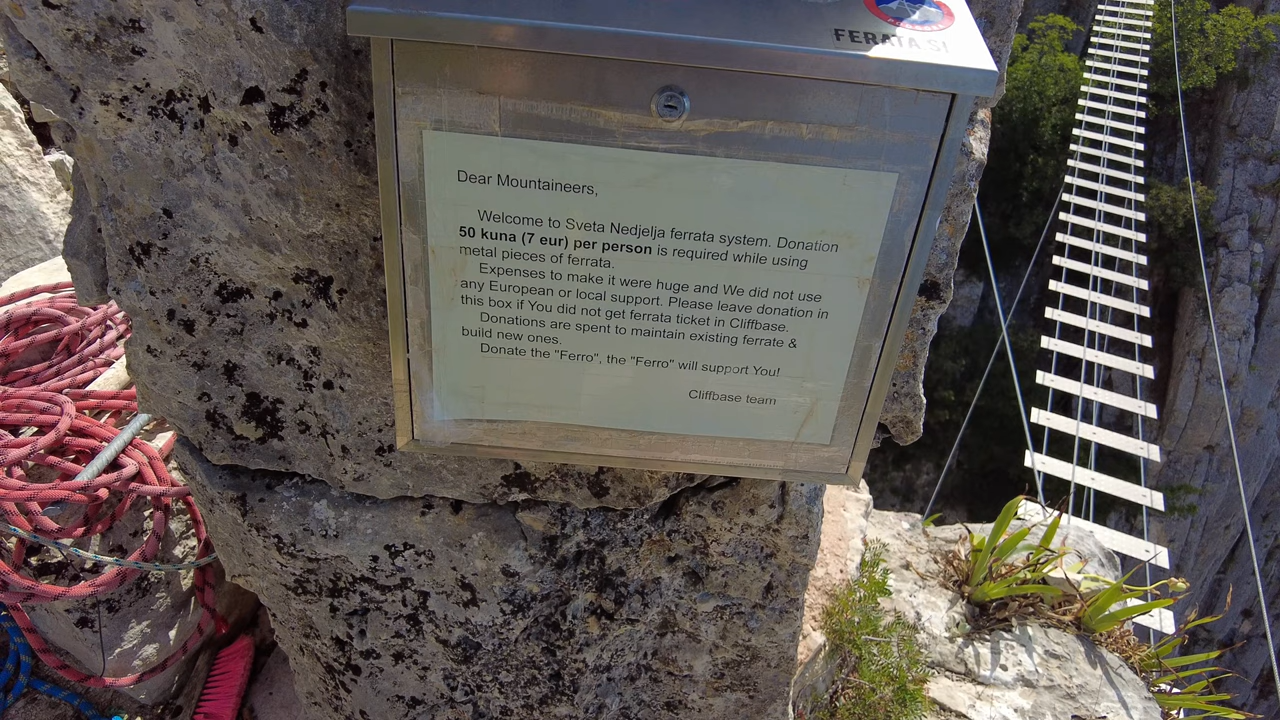 FERATA.SI
Dear Mountaineers,
Welcome to Sveta Nedjelja ferrata system. Donation
50 kuna (7 eur) per person is required while using
metal pieces of ferrata.
Expenses to make it were huge and We did not use
any European or local support. Please leave donation in
this box if You did not get ferrata ticket in Cliffbase.
Donations are spent to maintain existing ferrate &
build new ones.
Donate the "Ferro", the "Ferro" will support You!
Cliffbase team